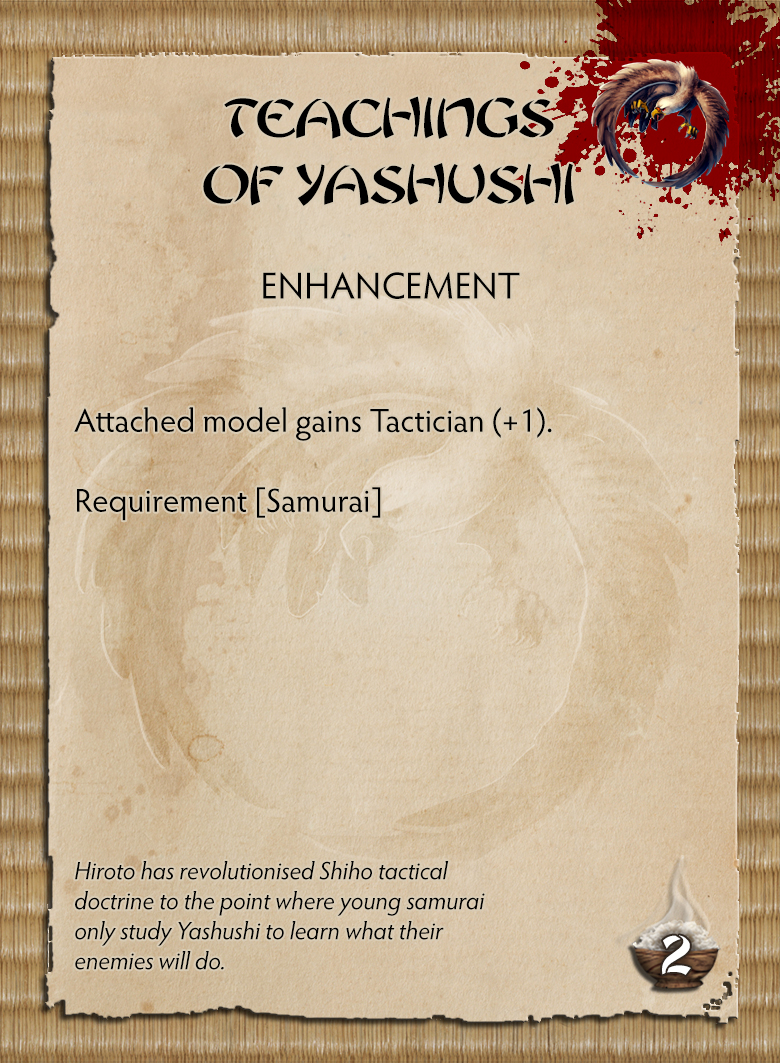 TEACHINGS
OF YASHUSHI
ENHANCEMENT
Attached model gains Tactician (+1).
Requirement [Samurai]
Hiroto has revolutionised Shiho tactical
doctrine to the point where young samurai
only study Yashushi to learn what their
enemies will do.
2